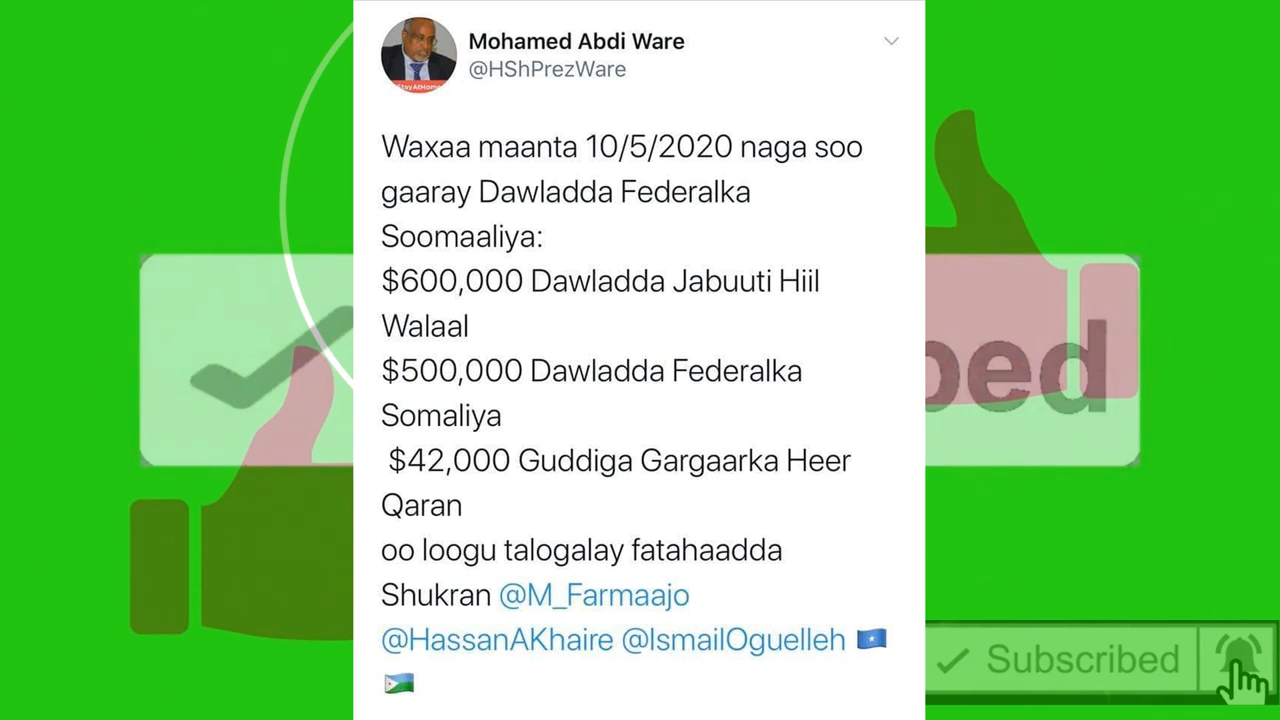 Mohamed Abdi Ware
@HShPrezWare
StayAtHome
Waxaa maanta 10/5/2020 naga soo
gaaray Dawladda Federalka
Soomaaliya:
$600,000 Dawladda Jabuuti Hiil
Walaal
$500,000 Dawladda Federalka
Somaliya
$42,000 Guddiga Gargaarka Heer
Qaran
oo loogu talogalay fatahaadda
Shukran @M_Farmaajo
@HassanAKhaire @IsmailOguelleh 🇸🇴
🇩🇯
bed
Subscribed